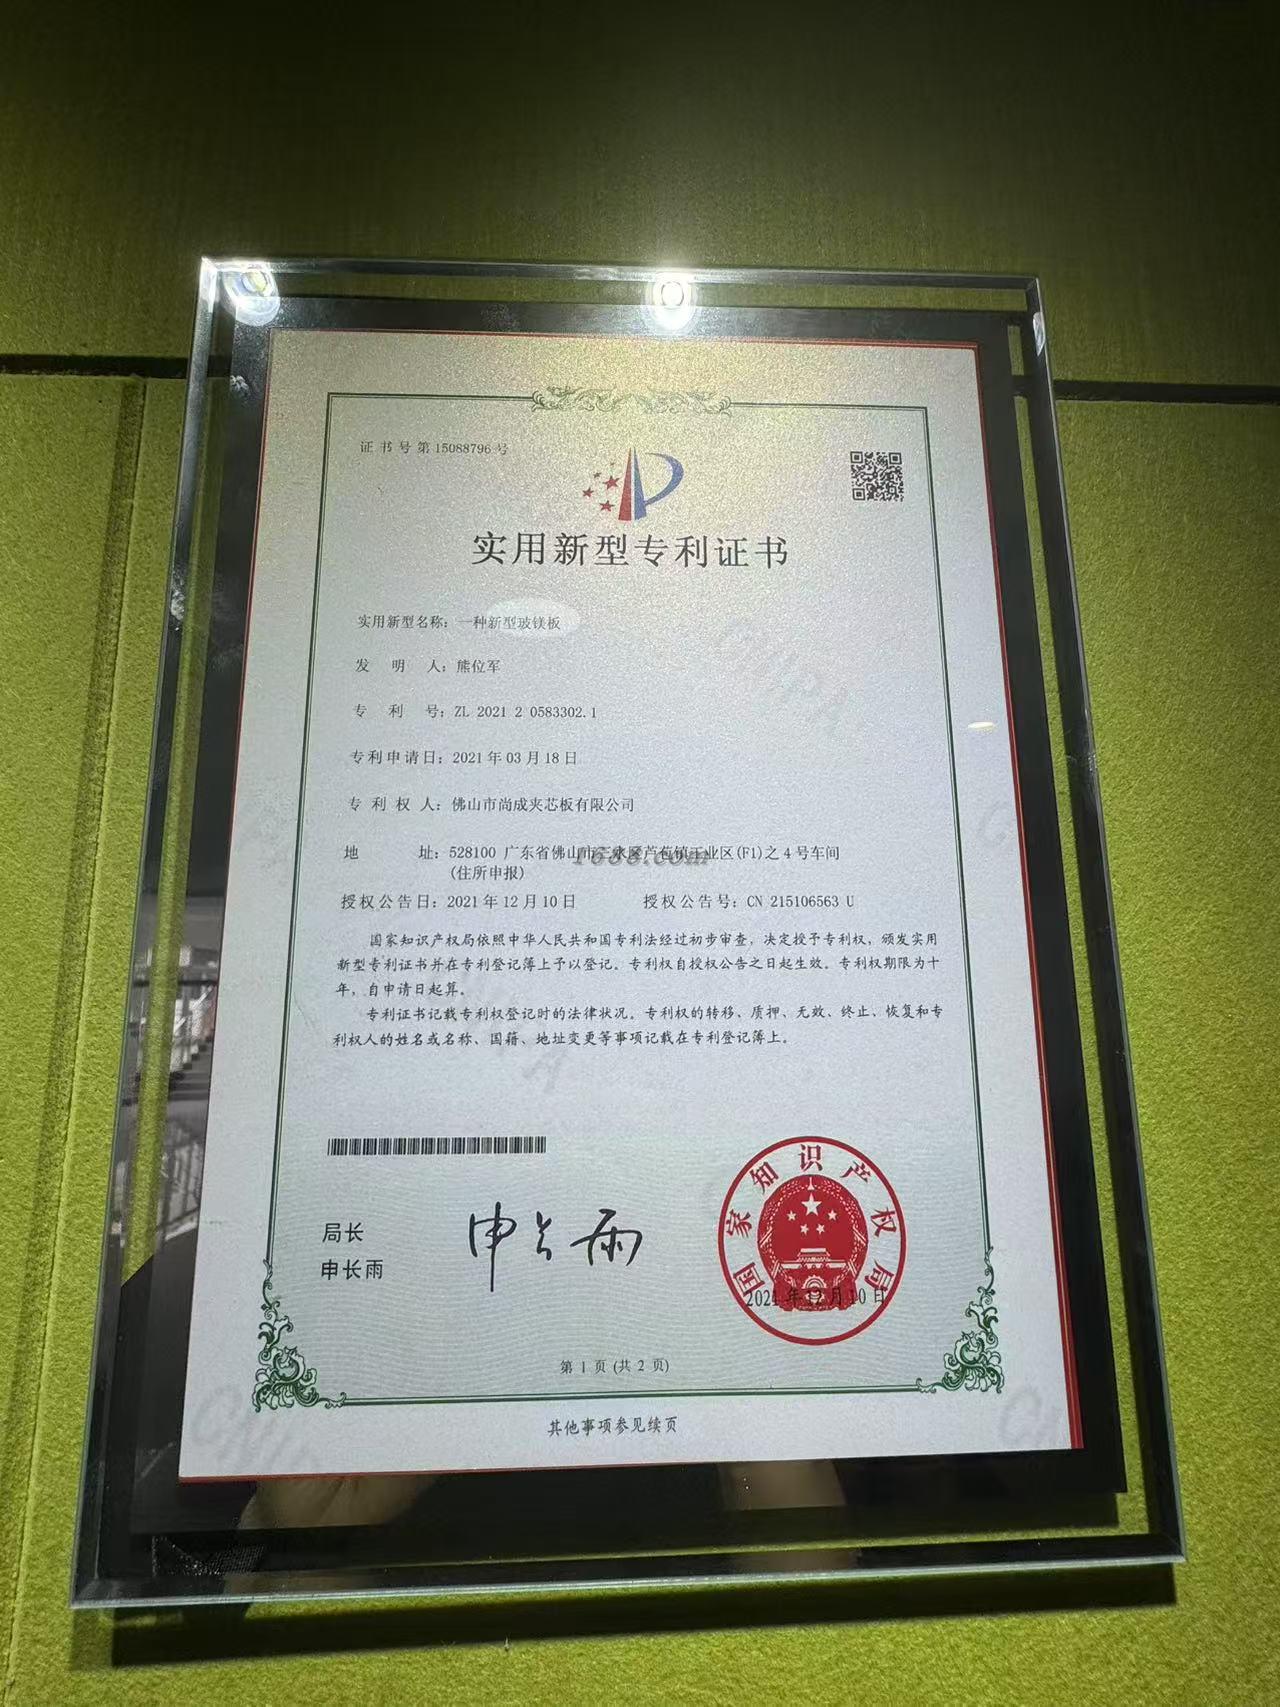 证书号第15088796号
实用新型专利证书
实用新型名称：一种新型玻镁板
发明人：熊位军
专利号：ZL 2021 2 0583302.1
专利申请日：2021年03月18日
专利权人：佛山市尚成夹芯板有限公司
地址：528100 广东省佛山市三水区芦苞镇工业区(F1)之4号车间
(住所申报)
1688.com
授权公告日：2021年12月10日 授权公告号：CN 215106563 U
国家知识产权局依照中华人民共和国专利法经过初步审查，决定授予专利权，颁发实用
新型专利证书并在专利登记簿上予以登记。专利权自授权公告之日起生效。专利权期限为十
年，自申请日起算。
专利证书记载专利权登记时的法律状况。专利权的转移、质押、无效、终止、恢复和专
利权人的姓名或名称、国籍、地址变更等事项记载在专利登记簿上。
局长
申长雨
申长雨
国家知识产权局
2021年12月10日
第1页(共2页)
其他事项参见续页